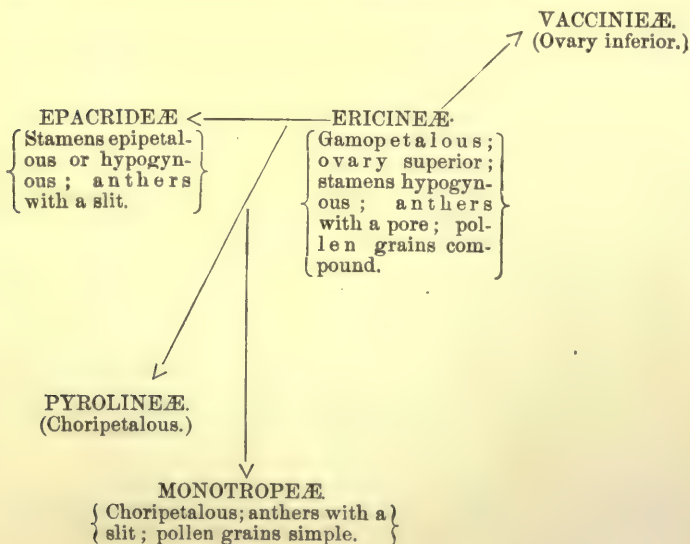 VACCINIEÆ.
(Ovary inferior.)
EPACRIDEÆ
Stamens epipetal-
ous or hypogyn-
ous ; anthers
with a slit.
ERICINEÆ.
Gamopetalous ;
ovary superior ;
stamens hypogyn-
ous ; anthers
with a pore ; pol-
len grains com-
pound.
PYROLINEÆ.
(Choripetalous.)
MONOTROPEÆ.
Choripetalous ; anthers with a
slit ; pollen grains simple.